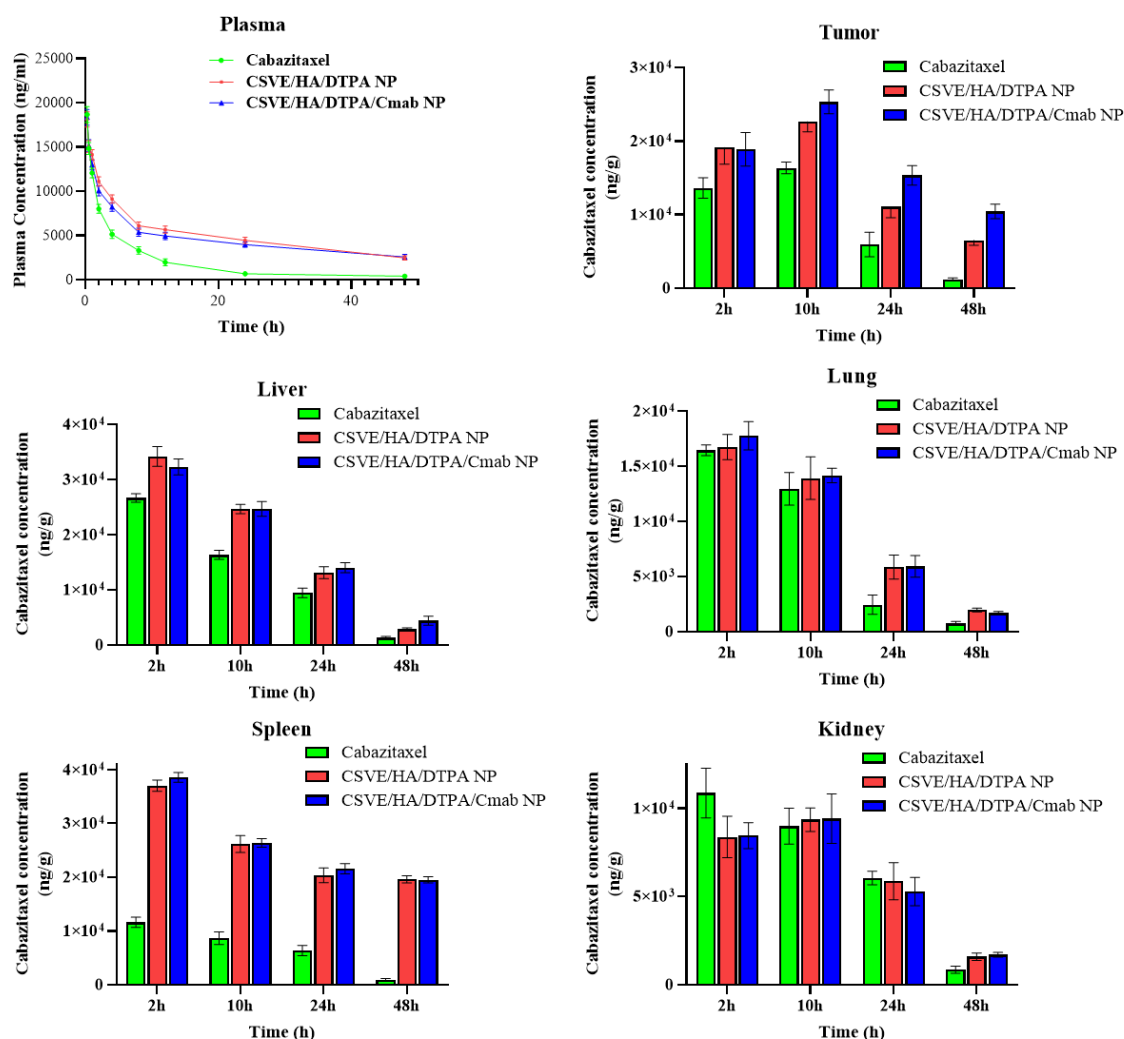 Plasma
Cabazitaxel
CSVE/HA/DTPA NP
CSVE/HA/DTPA/Cmab NP
Plasma Concentration (ng/ml)
25000
20000
15000
10000
5000
0
0 20 40
Time (h)
Tumor
Cabazitaxel
CSVE/HA/DTPA NP
CSVE/HA/DTPA/Cmab NP
Cabazitaxel concentration
(ng/g)
3×10⁴
2×10⁴
1×10⁴
0
2h 10h 24h 48h
Time (h)
Liver
Cabazitaxel
CSVE/HA/DTPA NP
CSVE/HA/DTPA/Cmab NP
Cabazitaxel concentration
(ng/g)
4×10⁴
3×10⁴
2×10⁴
1×10⁴
0
2h 10h 24h 48h
Time (h)
Lung
Cabazitaxel
CSVE/HA/DTPA NP
CSVE/HA/DTPA/Cmab NP
Cabazitaxel concentration
(ng/g)
2×10⁴
1.5×10⁴
1×10⁴
5×10³
0
2h 10h 24h 48h
Time (h)
Spleen
Cabazitaxel
CSVE/HA/DTPA NP
CSVE/HA/DTPA/Cmab NP
Cabazitaxel concentration
(ng/g)
4×10⁴
3×10⁴
2×10⁴
1×10⁴
0
2h 10h 24h 48h
Time (h)
Kidney
Cabazitaxel
CSVE/HA/DTPA NP
CSVE/HA/DTPA/Cmab NP
Cabazitaxel concentration
(ng/g)
1×10⁴
5×10³
0
2h 10h 24h 48h
Time (h)